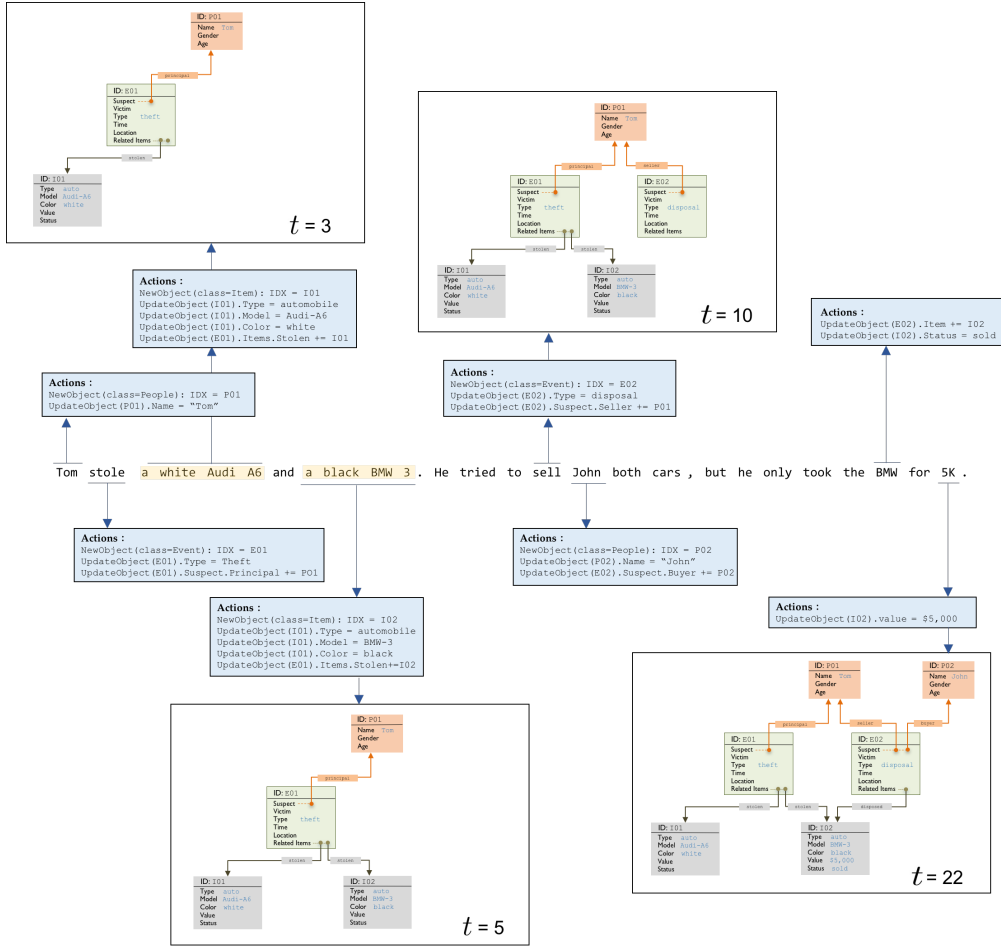 ID: P01
Name Tom
Gender
Age
principal
ID: E01
Suspect
Victim
Type theft
Time
Location
Related Items
stolen
ID: I01
Type auto
Model Audi-A6
Color white
Value
Status
t = 3
ID: P01
Name Tom
Gender
Age
principal seller
ID: E01
Suspect
Victim
Type theft
Time
Location
Related Items
ID: E02
Suspect
Victim
Type disposal
Time
Location
Related Items
stolen stolen
ID: I01
Type auto
Model Audi-A6
Color white
Value
Status
ID: I02
Type auto
Model BMW-3
Color black
Value
Status
t = 10
Actions :
NewObject(class=Item): IDX = I01
UpdateObject(I01).Type = automobile
UpdateObject(I01).Model = Audi-A6
UpdateObject(I01).Color = white
UpdateObject(E01).Items.Stolen += I01
Actions :
UpdateObject(E02).Item += I02
UpdateObject(I02).Status = sold
Actions :
NewObject(class=People): IDX = P01
UpdateObject(P01).Name = "Tom"
Actions :
NewObject(class=Event): IDX = E02
UpdateObject(E02).Type = disposal
UpdateObject(E02).Suspect.Seller += P01
Tom stole a white Audi A6 and a black BMW 3. He tried to sell John both cars, but he only took the BMW for 5K.
Actions :
NewObject(class=Event): IDX = E01
UpdateObject(E01).Type = Theft
UpdateObject(E01).Suspect.Principal += PO1
Actions :
NewObject(class=People): IDX = P02
UpdateObject(P02).Name = "John"
UpdateObject(E02).Suspect.Buyer += P02
Actions :
NewObject(class=Item): IDX = I02
UpdateObject(I01).Type = automobile
UpdateObject(I01).Model = BMW-3
UpdateObject(I01).Color = black
UpdateObject(E01).Items.Stolen+=I02
Actions :
UpdateObject(I02).value = $5,000
ID: P01
Name Tom
Gender
Age
principal
ID: E01
Suspect
Victim
Type theft
Time
Location
Related Items
stolen stolen
ID: I01
Type auto
Model Audi-A6
Color white
Value
Status
ID: I02
Type auto
Model BMW-3
Color black
Value
Status
t = 5
ID: P01
Name Tom
Gender
Age
ID: P02
Name John
Gender
Age
principal seller buyer
ID: E01
Suspect
Victim
Type theft
Time
Location
Related Items
ID: E02
Suspect
Victim
Type disposal
Time
Location
Related Items
stolen stolen disposed
ID: I01
Type auto
Model Audi-A6
Color white
Value
Status
ID: I02
Type auto
Model BMW-3
Color black
Value $5,000
Status sold
t = 22